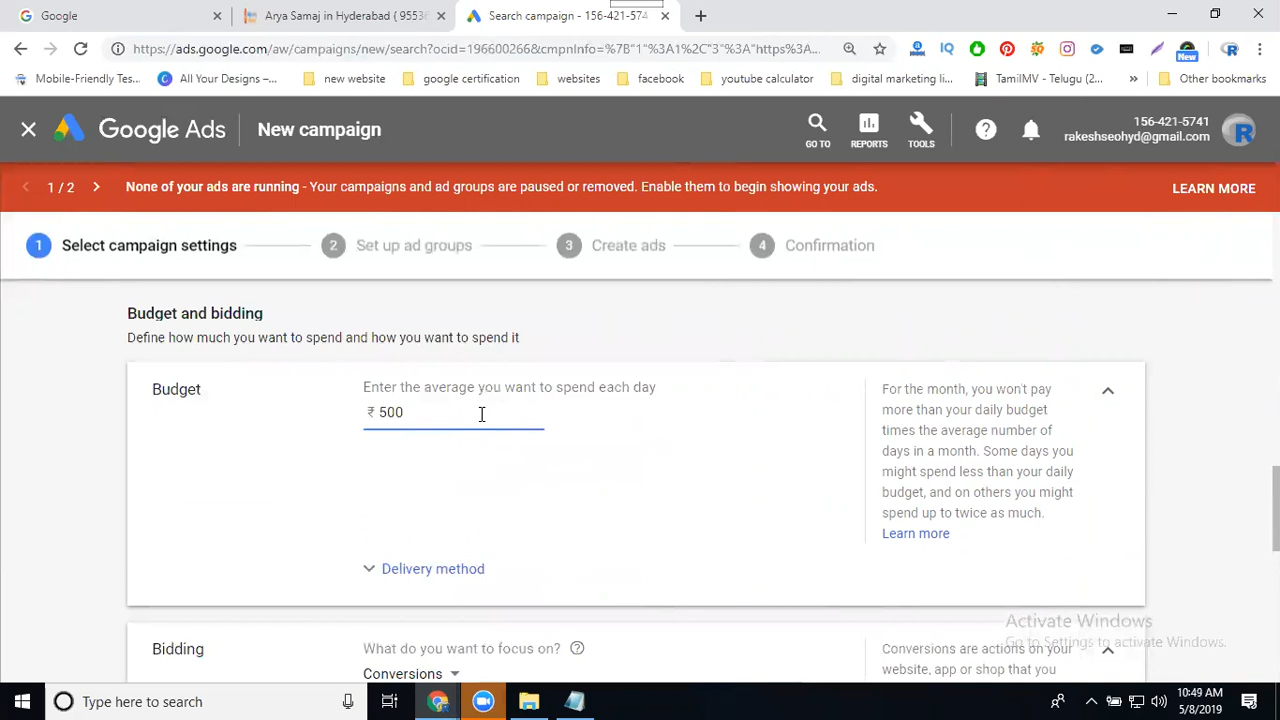 Google
Arya Samaj in Hyderabad ( 95536
Search campaign - 156-421-574
https://ads.google.com/aw/campaigns/new/search?ocid=196600266&cmpnInfo=%7B"1"%3A1%2C"3"%3A"https%3A...
Mobile-Friendly Tes...
All Your Designs –...
new website
google certification
websites
facebook
youtube calculator
digital marketing li...
TamilMV - Telugu (2...
»
Other bookmarks
IQ
New
Google Ads
New campaign
GO TO
REPORTS
TOOLS
156-421-5741
rakeshseohyd@gmail.com
R
1 / 2
None of your ads are running - Your campaigns and ad groups are paused or removed. Enable them to begin showing your ads.
LEARN MORE
1 Select campaign settings
2 Set up ad groups
3 Create ads
4 Confirmation
Budget and bidding
Define how much you want to spend and how you want to spend it
Budget
Enter the average you want to spend each day
₹ 500
Delivery method
For the month, you won't pay
more than your daily budget
times the average number of
days in a month. Some days you
might spend less than your daily
budget, and on others you might
spend up to twice as much.
Learn more
Bidding
What do you want to focus on?
Conversions
Conversions are actions on your
website, app or shop that you
Activate Windows
Go to Settings to activate Windows.
Type here to search
10:49 AM
5/8/2019